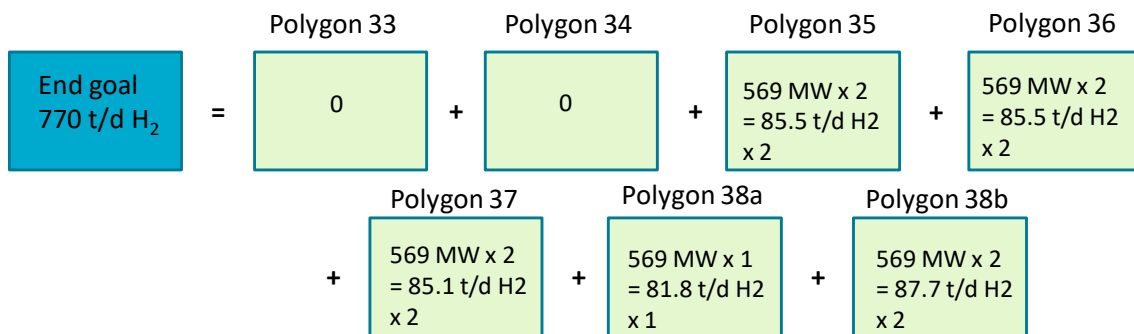 Polygon 33
Polygon 34
Polygon 35
Polygon 36
End goal
770 t/d H₂
=
0
+
0
+
569 MW x 2
= 85.5 t/d H2
x 2
+
569 MW x 2
= 85.5 t/d H2
x 2
Polygon 37
Polygon 38a
Polygon 38b
+
569 MW x 2
= 85.1 t/d H2
x 2
+
569 MW x 1
= 81.8 t/d H2
x 1
+
569 MW x 2
= 87.7 t/d H2
x 2